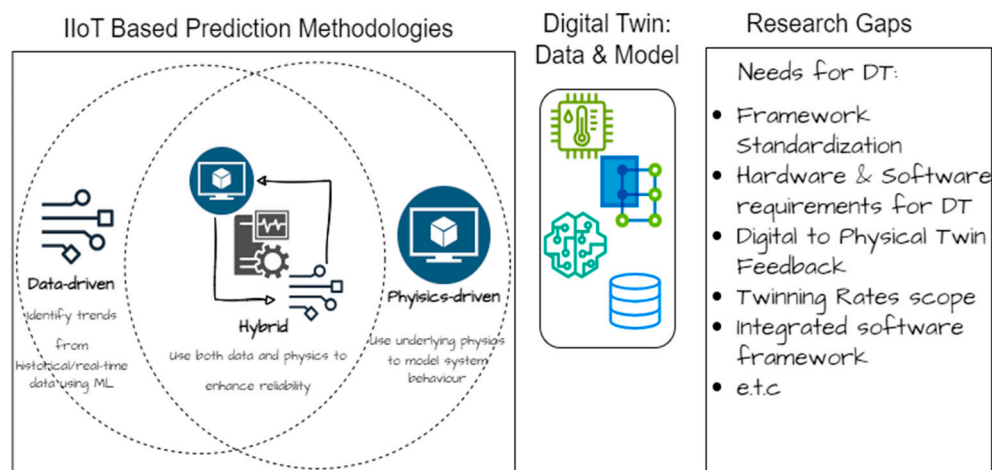 IIoT Based Prediction Methodologies
Data-driven
Identify trends
from
historical/real-time
data using ML
Hybrid
Use both data and physics to
enhance reliability
Phyisics-driven
Use underlying physics
to model system
behaviour
Digital Twin:
Data & Model
Research Gaps
Needs for DT:
• Framework
Standardization
• Hardware & Software
requirements for DT
• Digital to Physical Twin
Feedback
• Twinning Rates scope
• Integrated software
framework
• e.t.c